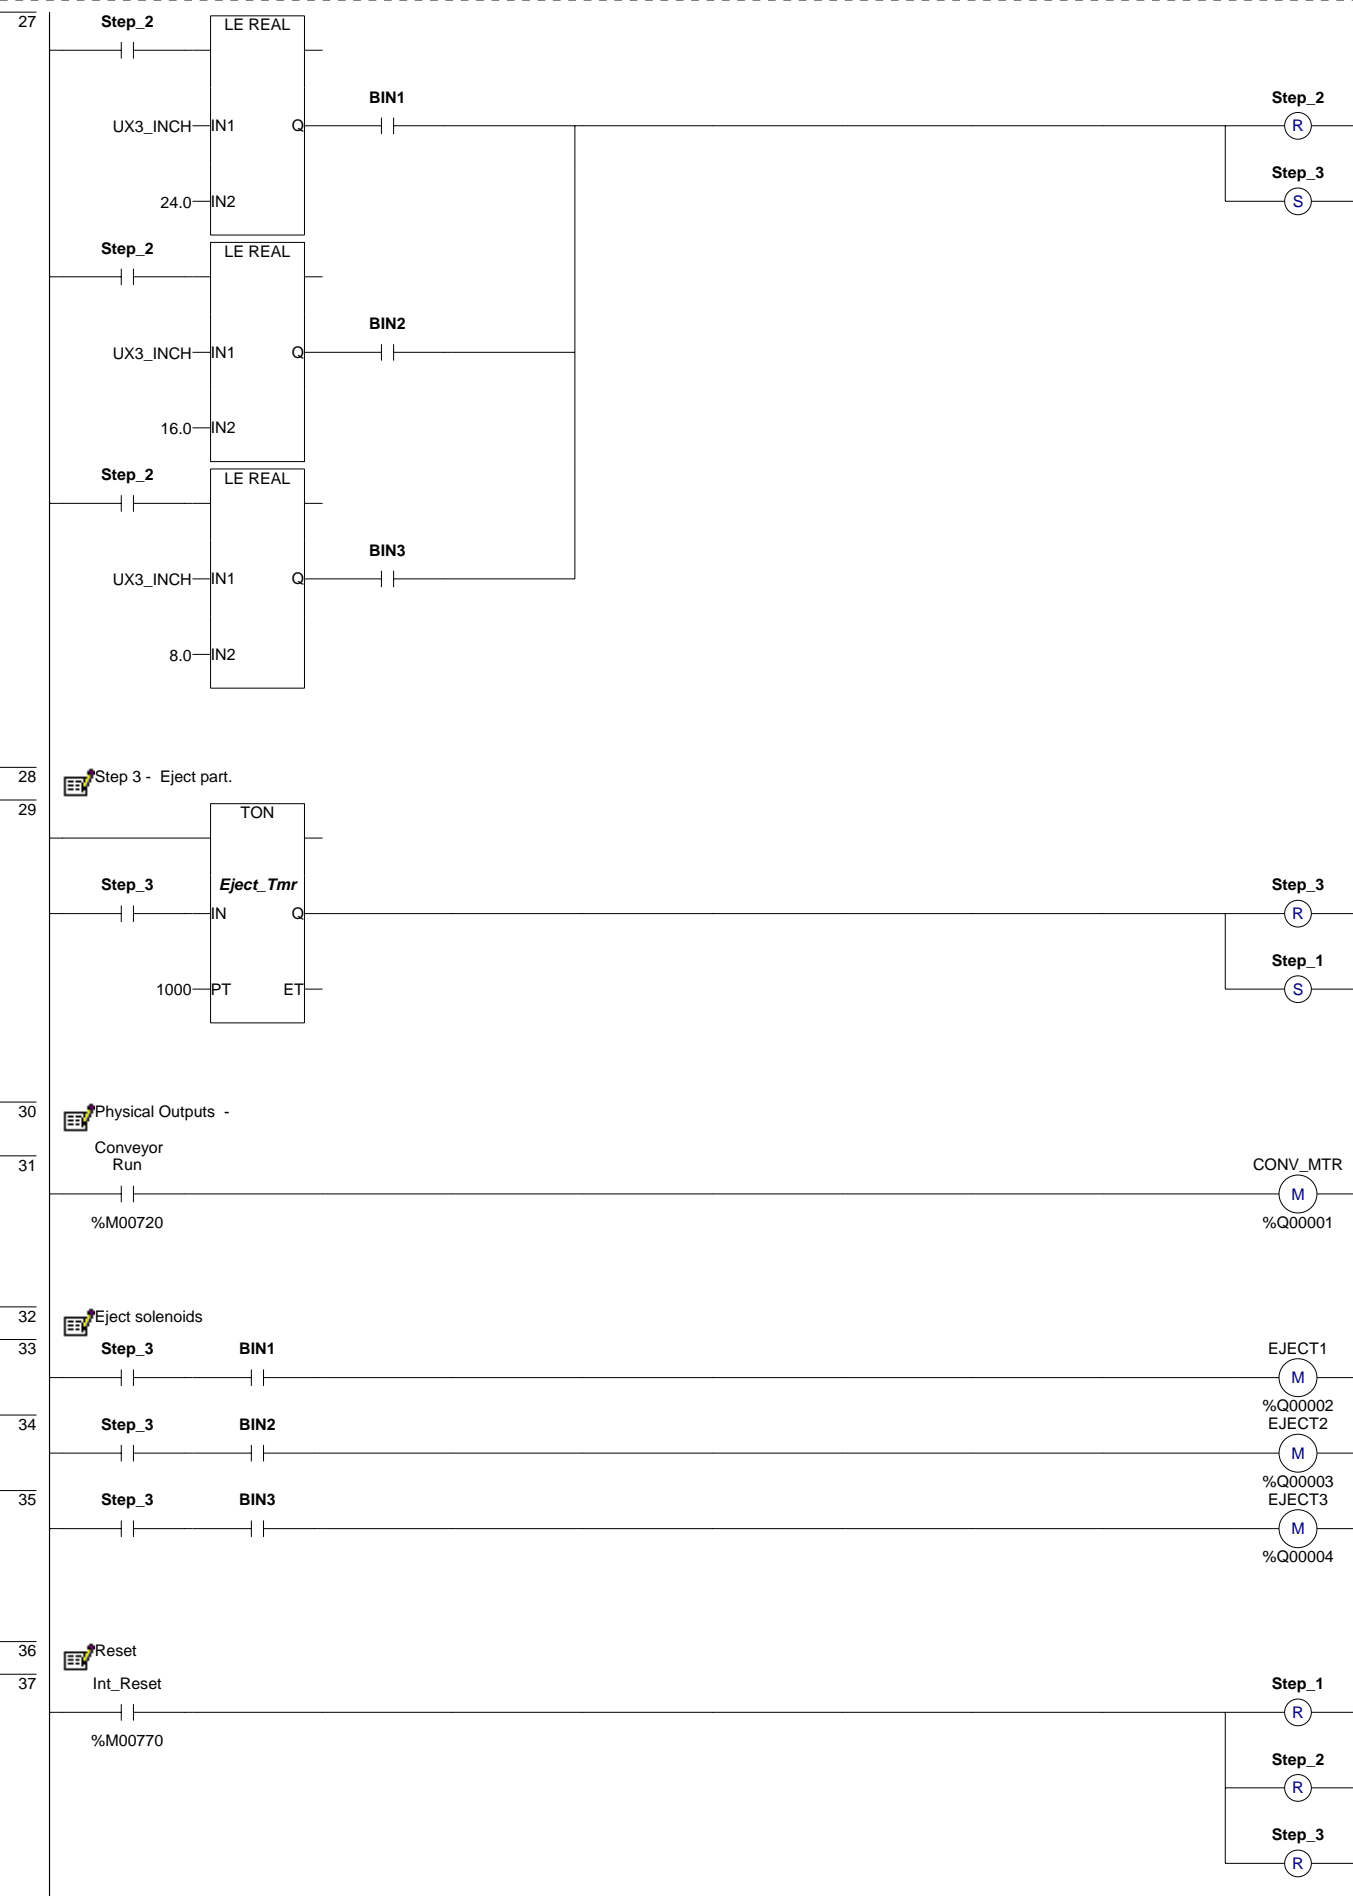 27
Step_2
LE REAL
BIN1
Step_2
UX3_INCH IN1 Q
R
Step_3
24.0 IN2
S
Step_2
LE REAL
BIN2
UX3_INCH IN1 Q
16.0 IN2
Step_2
LE REAL
BIN3
UX3_INCH IN1 Q
8.0 IN2
28 Step 3 - Eject part.
29
TON
Step_3
Eject_Tmr
Step_3
IN Q
R
Step_1
1000 PT ET
S
30 Physical Outputs -
Conveyor
31 Run CONV_MTR
M
%M00720 %Q00001
32 Eject solenoids
33 Step_3 BIN1 EJECT1
M
%Q00002
34 Step_3 BIN2 EJECT2
M
%Q00003
35 Step_3 BIN3 EJECT3
M
%Q00004
36 Reset
37 Int_Reset Step_1
R
%M00770
Step_2
R
Step_3
R